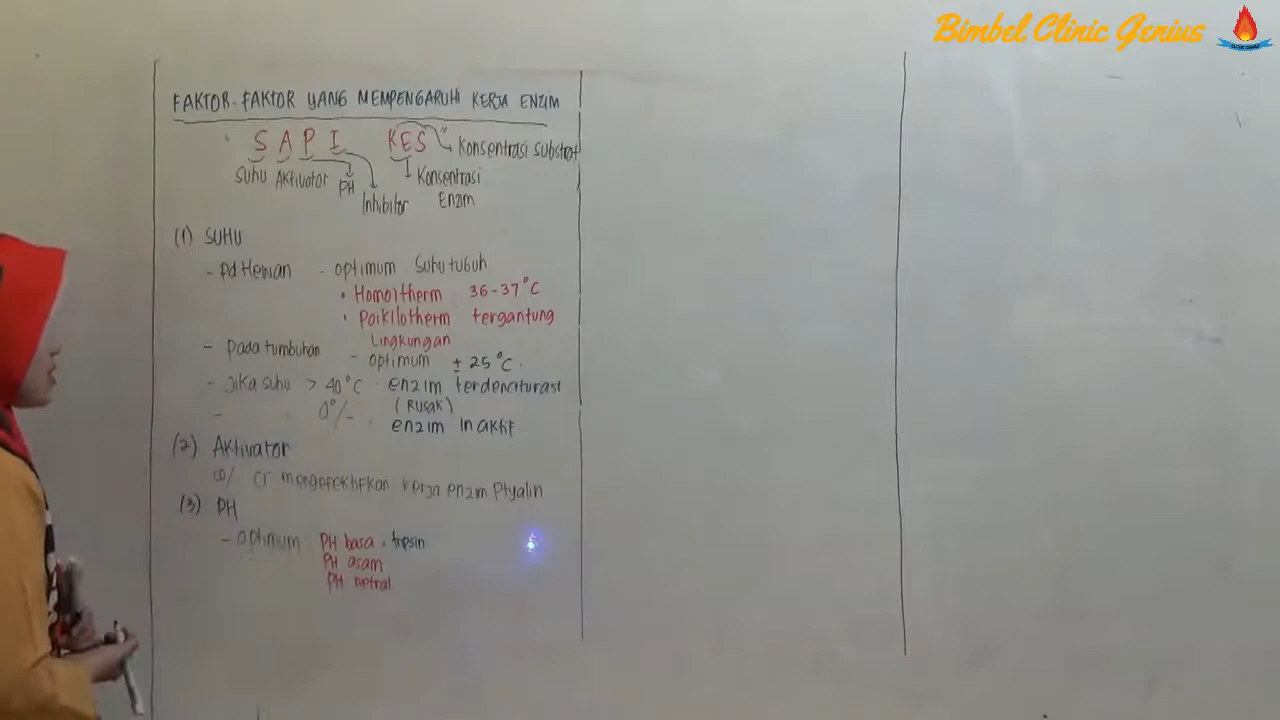 Bimbel Clinic Genius
CLINIC GENIUS
FAKTOR-FAKTOR YANG MEMPENGARUHI KERJA ENZIM
S A P I KES
Konsentrasi substrat
Suhu Aktivator PH Konsentrasi
Inhibitor Enzim
(1) SUHU
- Pd Hewan - optimum Suhu tubuh
• Homoitherm 36-37°C
• Poikilotherm tergantung
Lingkungan
- Pada tumbuhan - optimum ± 25°C.
- Jika suhu > 40°C enzim terdenaturasi
(Rusak)
- " 0°/- enzim inaktif
(2) Aktivator
Co/ Cl⁻ mengefektifkan kerja enzim Ptyalin
(3) PH
- optimum PH basa . tripsin
PH asam
PH netral